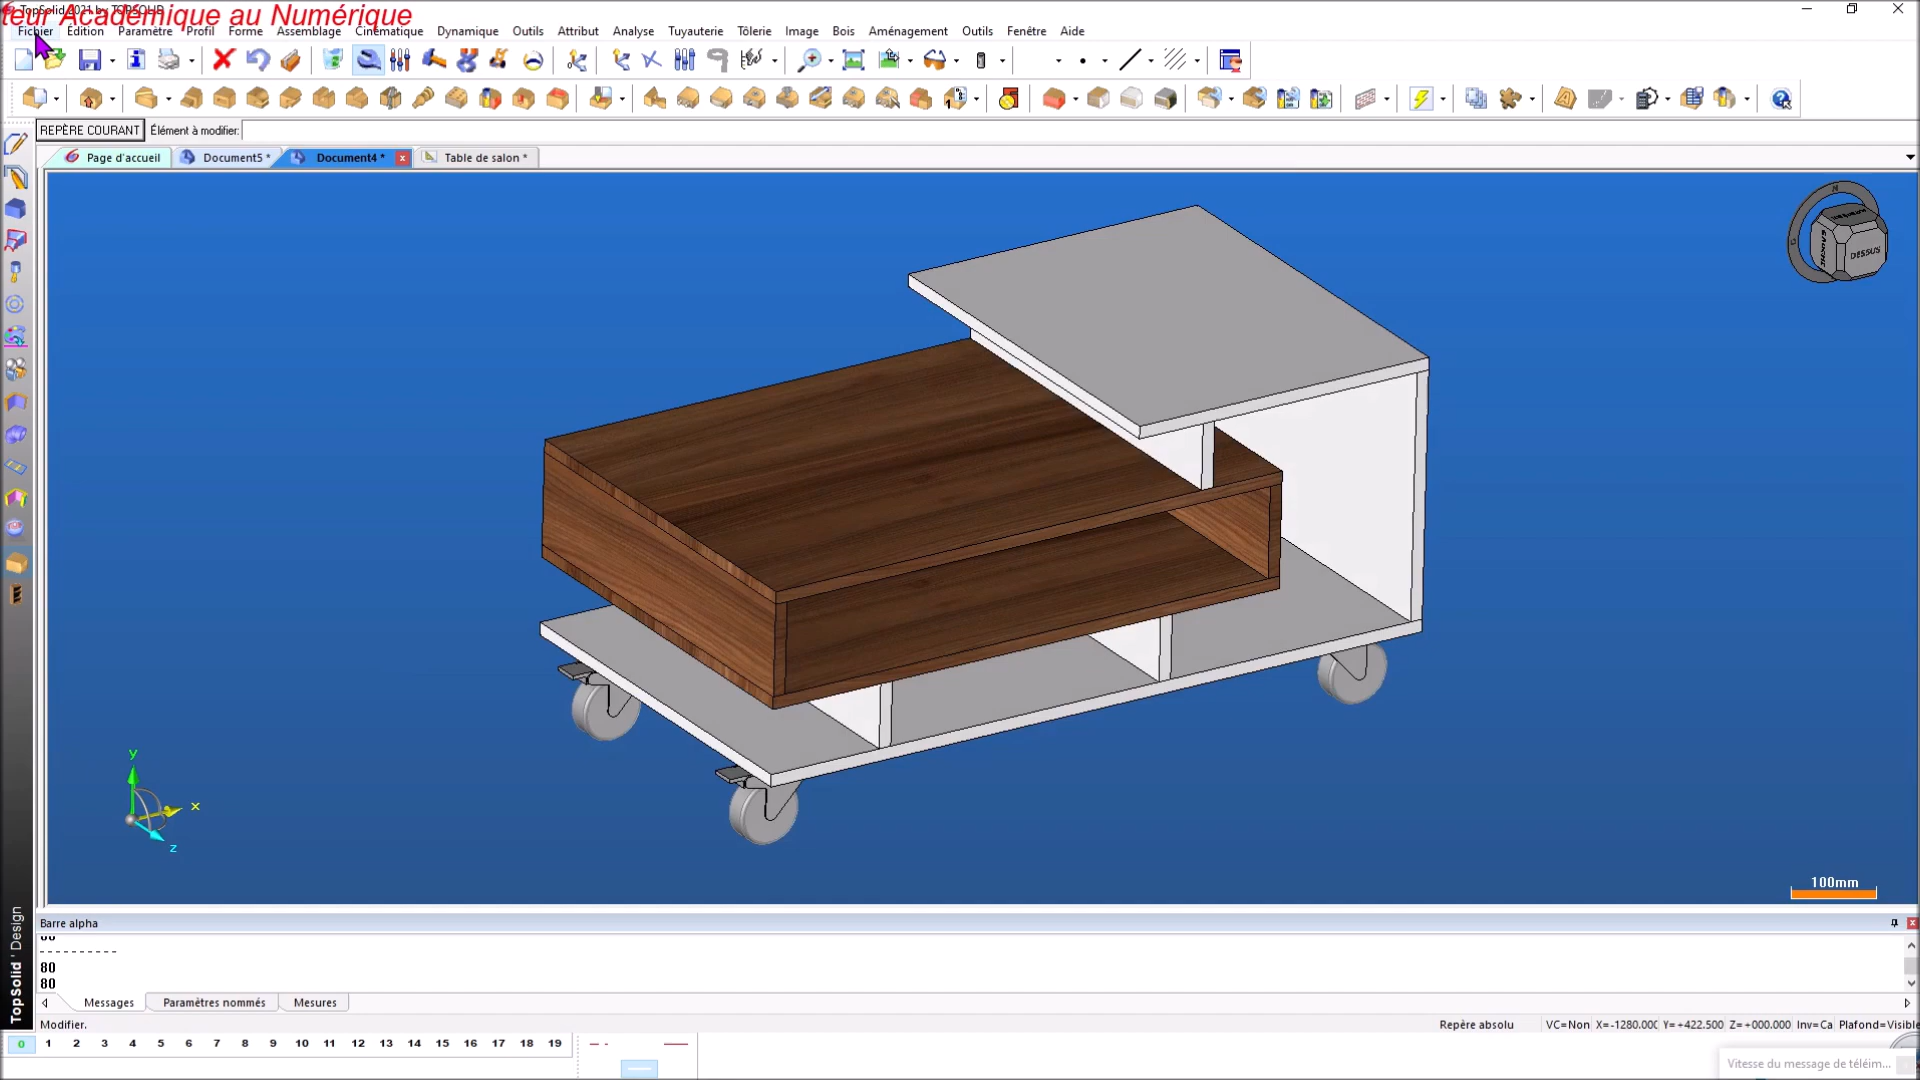 teur Académique au Numérique
TopSolid 2021 by TOPSOLID
Fichier Edition Paramètre Profil Forme Assemblage Cinématique Dynamique Outils Attribut Analyse Tuyauterie Tôlerie Image Bois Aménagement Outils Fenêtre Aide
REPÈRE COURANT Élément à modifier:
Page d'accueil Document5 * Document4 * Table de salon *
DESSUS
GAUCHE
y
x
z
100mm
TopSolid ' Design
Barre alpha
----------
80
80
Messages Paramètres nommés Mesures
Modifier. Repère absolu VC=Non X=-1280.000 Y=+422.500 Z=+000.000 Inv=Ca Plafond=Visible
0 1 2 3 4 5 6 7 8 9 10 11 12 13 14 15 16 17 18 19
Vitesse du message de téléim...